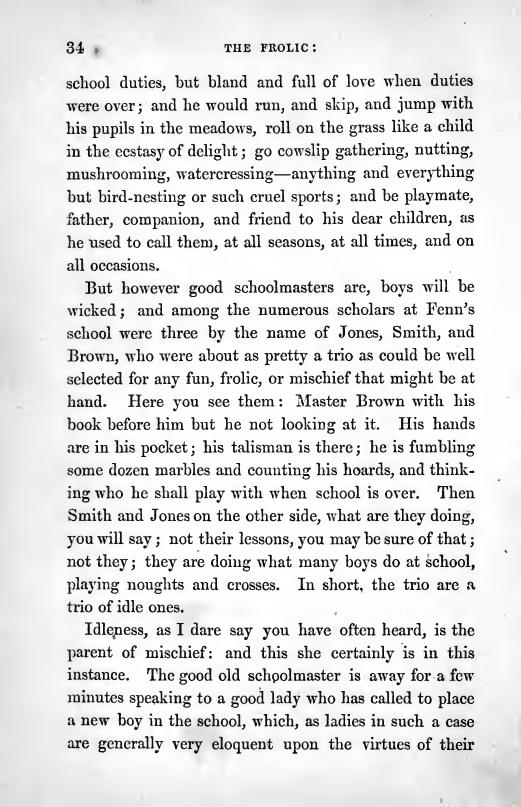 34 THE FROLIC:
school duties, but bland and full of love when duties
were over; and he would run, and skip, and jump with
his pupils in the meadows, roll on the grass like a child
in the ecstasy of delight; go cowslip gathering, nutting,
mushrooming, watercressing—anything and everything
but bird-nesting or such cruel sports; and be playmate,
father, companion, and friend to his dear children, as
he used to call them, at all seasons, at all times, and on
all occasions.
But however good schoolmasters are, boys will be
wicked; and among the numerous scholars at Fenn's
school were three by the name of Jones, Smith, and
Brown, who were about as pretty a trio as could be well
selected for any fun, frolic, or mischief that might be at
hand. Here you see them: Master Brown with his
book before him but he not looking at it. His hands
are in his pocket; his talisman is there; he is fumbling
some dozen marbles and counting his hoards, and think-
ing who he shall play with when school is over. Then
Smith and Jones on the other side, what are they doing,
you will say; not their lessons, you may be sure of that;
not they; they are doing what many boys do at school,
playing noughts and crosses. In short, the trio are a
trio of idle ones.
Idleness, as I dare say you have often heard, is the
parent of mischief: and this she certainly is in this
instance. The good old schoolmaster is away for a few
minutes speaking to a good lady who has called to place
a new boy in the school, which, as ladies in such a case
are generally very eloquent upon the virtues of their